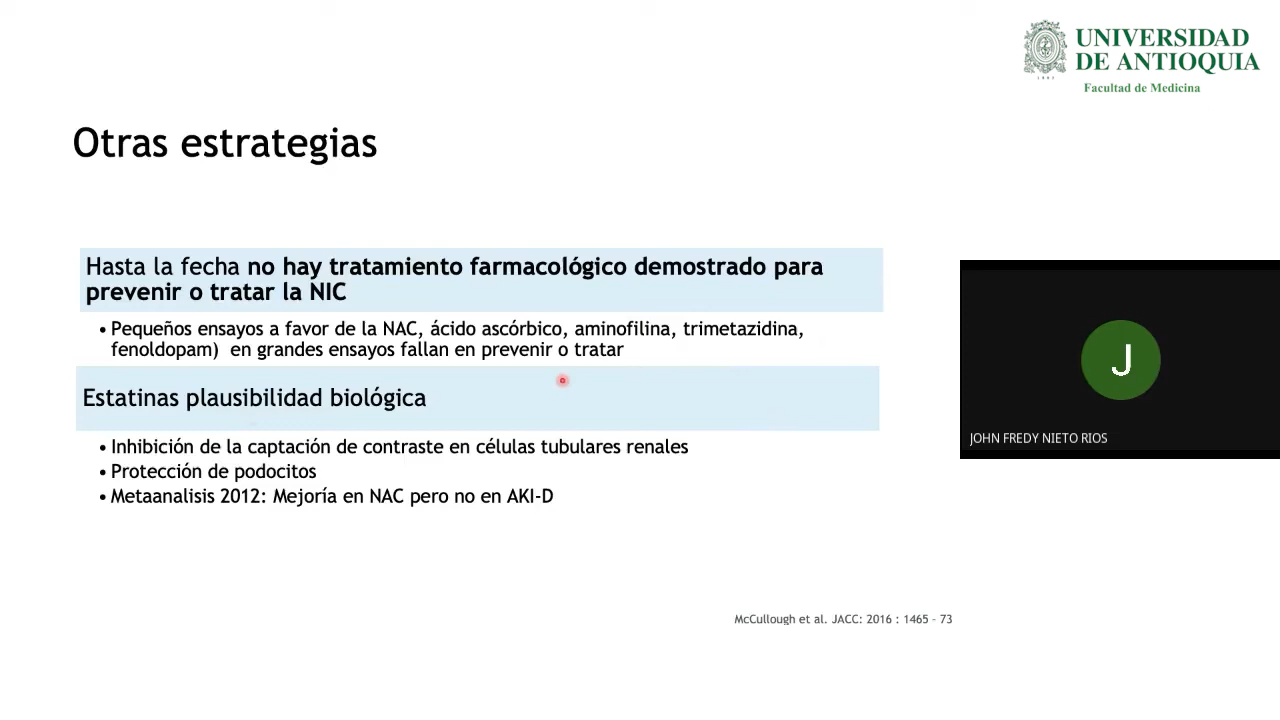 UNIVERSIDAD
DE ANTIOQUIA
1803
Facultad de Medicina
Otras estrategias
Hasta la fecha no hay tratamiento farmacológico demostrado para
prevenir o tratar la NIC
• Pequeños ensayos a favor de la NAC, ácido ascórbico, aminofilina, trimetazidina,
fenoldopam)  en grandes ensayos fallan en prevenir o tratar
Estatinas plausibilidad biológica
• Inhibición de la captación de contraste en células tubulares renales
• Protección de podocitos
• Metaanalisis 2012: Mejoría en NAC pero no en AKI-D
J
JOHN FREDY NIETO RIOS
McCullough et al. JACC: 2016 : 1465 – 73